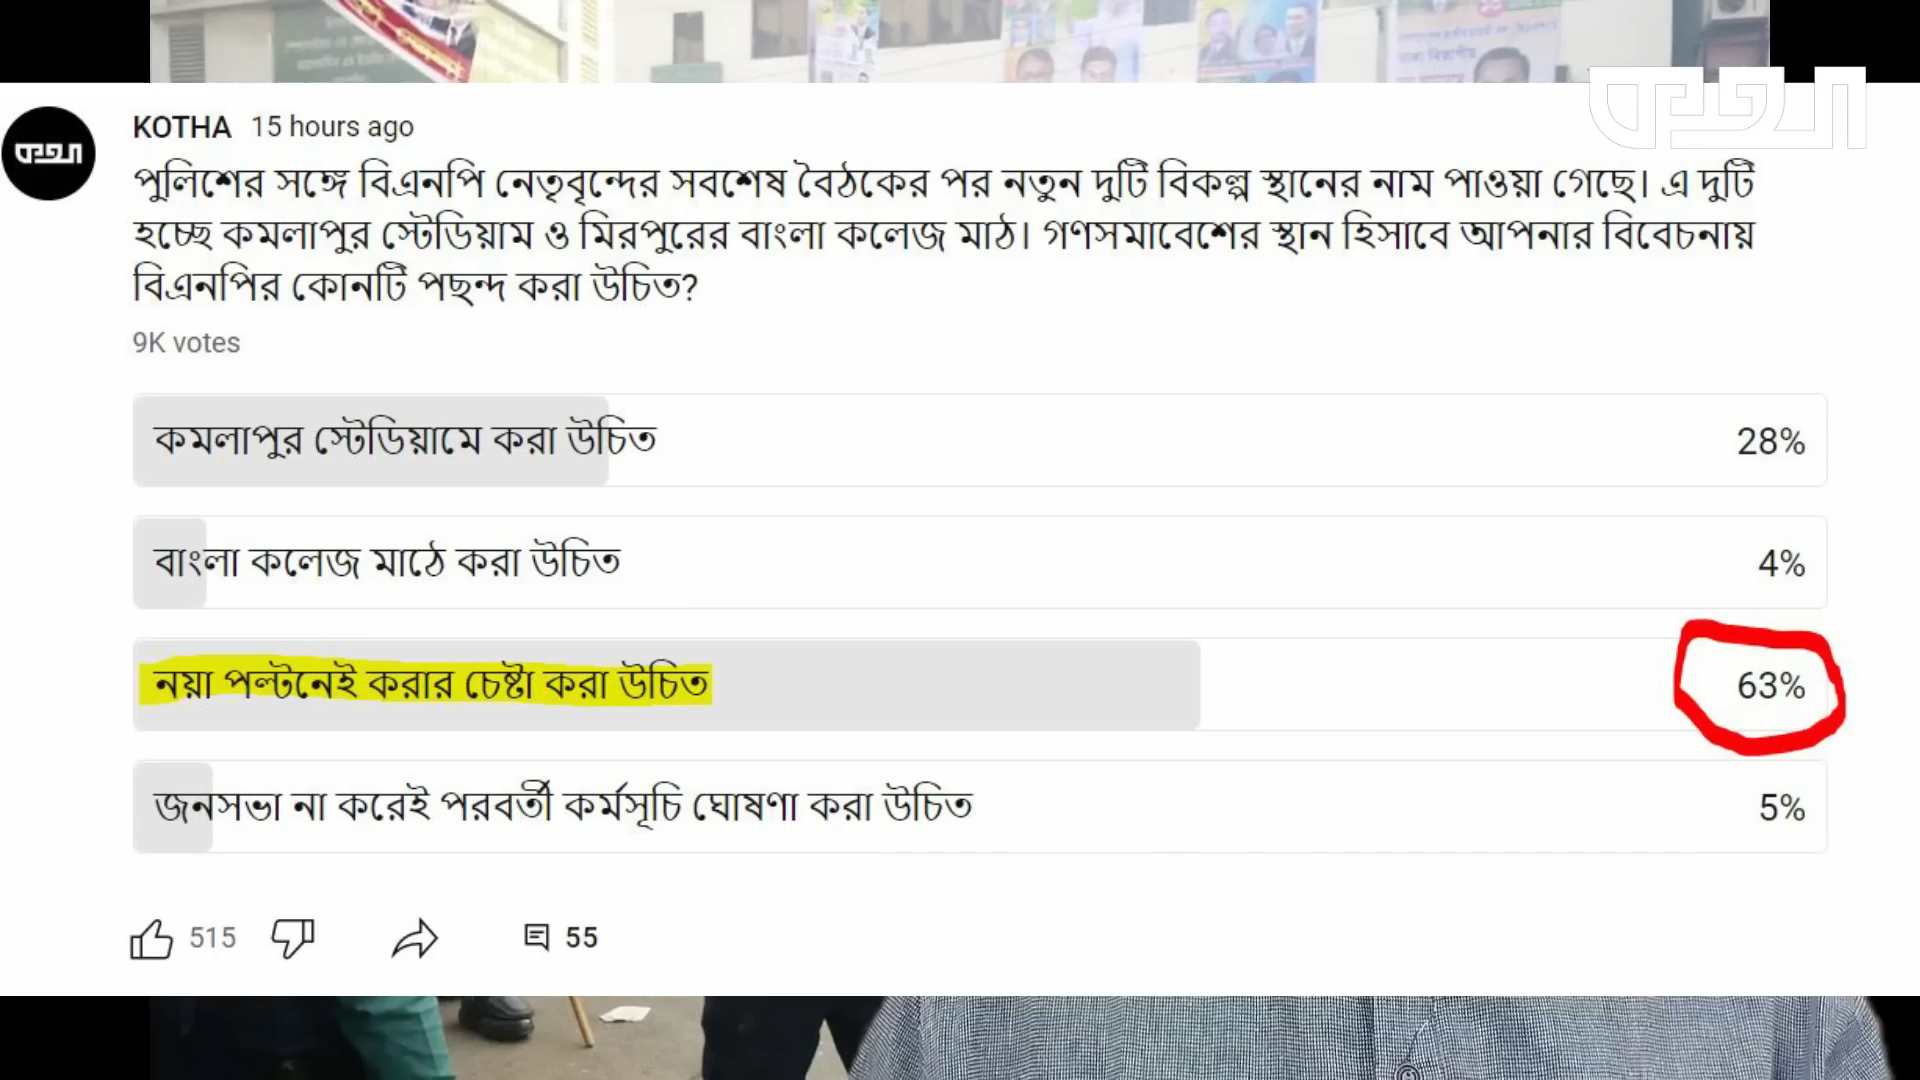 কথা
KOTHA 15 hours ago
কথা
পুলিশের সঙ্গে বিএনপি নেতৃবৃন্দের সবশেষ বৈঠকের পর নতুন দুটি বিকল্প স্থানের নাম পাওয়া গেছে। এ দুটি
হচ্ছে কমলাপুর স্টেডিয়াম ও মিরপুরের বাংলা কলেজ মাঠ। গণসমাবেশের স্থান হিসাবে আপনার বিবেচনায়
বিএনপির কোনটি পছন্দ করা উচিত?
9K votes
কমলাপুর স্টেডিয়ামে করা উচিত 28%
বাংলা কলেজ মাঠে করা উচিত 4%
নয়া পল্টনেই করার চেষ্টা করা উচিত 63%
জনসভা না করেই পরবর্তী কর্মসূচি ঘোষণা করা উচিত 5%
515 55